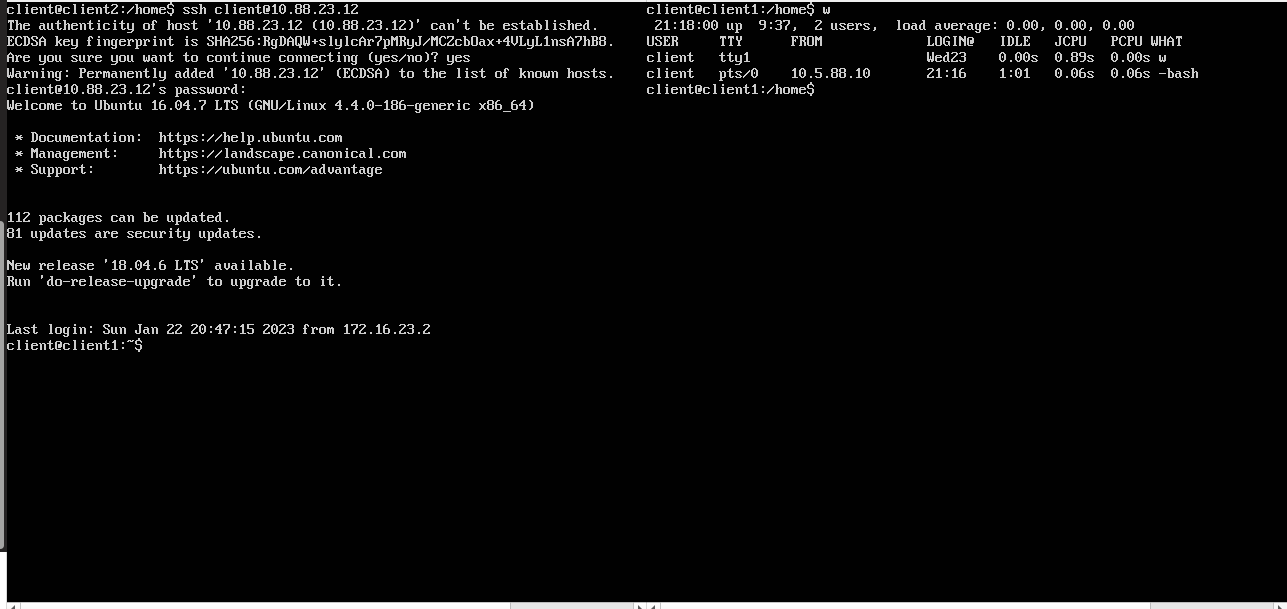 client@client2:/home$ ssh client@10.88.23.12
The authenticity of host '10.88.23.12 (10.88.23.12)' can't be established.
ECDSA key fingerprint is SHA256:RgDAQW+slylcAr7pMRyJ/MC2cbOax+4VLyL1nsA7hB8.
Are you sure you want to continue connecting (yes/no)? yes
Warning: Permanently added '10.88.23.12' (ECDSA) to the list of known hosts.
client@10.88.23.12's password:
Welcome to Ubuntu 16.04.7 LTS (GNU/Linux 4.4.0-186-generic x86_64)
* Documentation:  https://help.ubuntu.com
* Management:     https://landscape.canonical.com
* Support:        https://ubuntu.com/advantage
112 packages can be updated.
81 updates are security updates.
New release '18.04.6 LTS' available.
Run 'do-release-upgrade' to upgrade to it.
Last login: Sun Jan 22 20:47:15 2023 from 172.16.23.2
client@client1:~$
client@client1:/home$ w
21:18:00 up  9:37,  2 users,  load average: 0.00, 0.00, 0.00
USER     TTY      FROM             LOGIN@   IDLE   JCPU   PCPU WHAT
client   tty1                      Wed23    0.00s  0.89s  0.00s w
client   pts/0    10.5.88.10       21:16    1:01   0.06s  0.06s -bash
client@client1:/home$